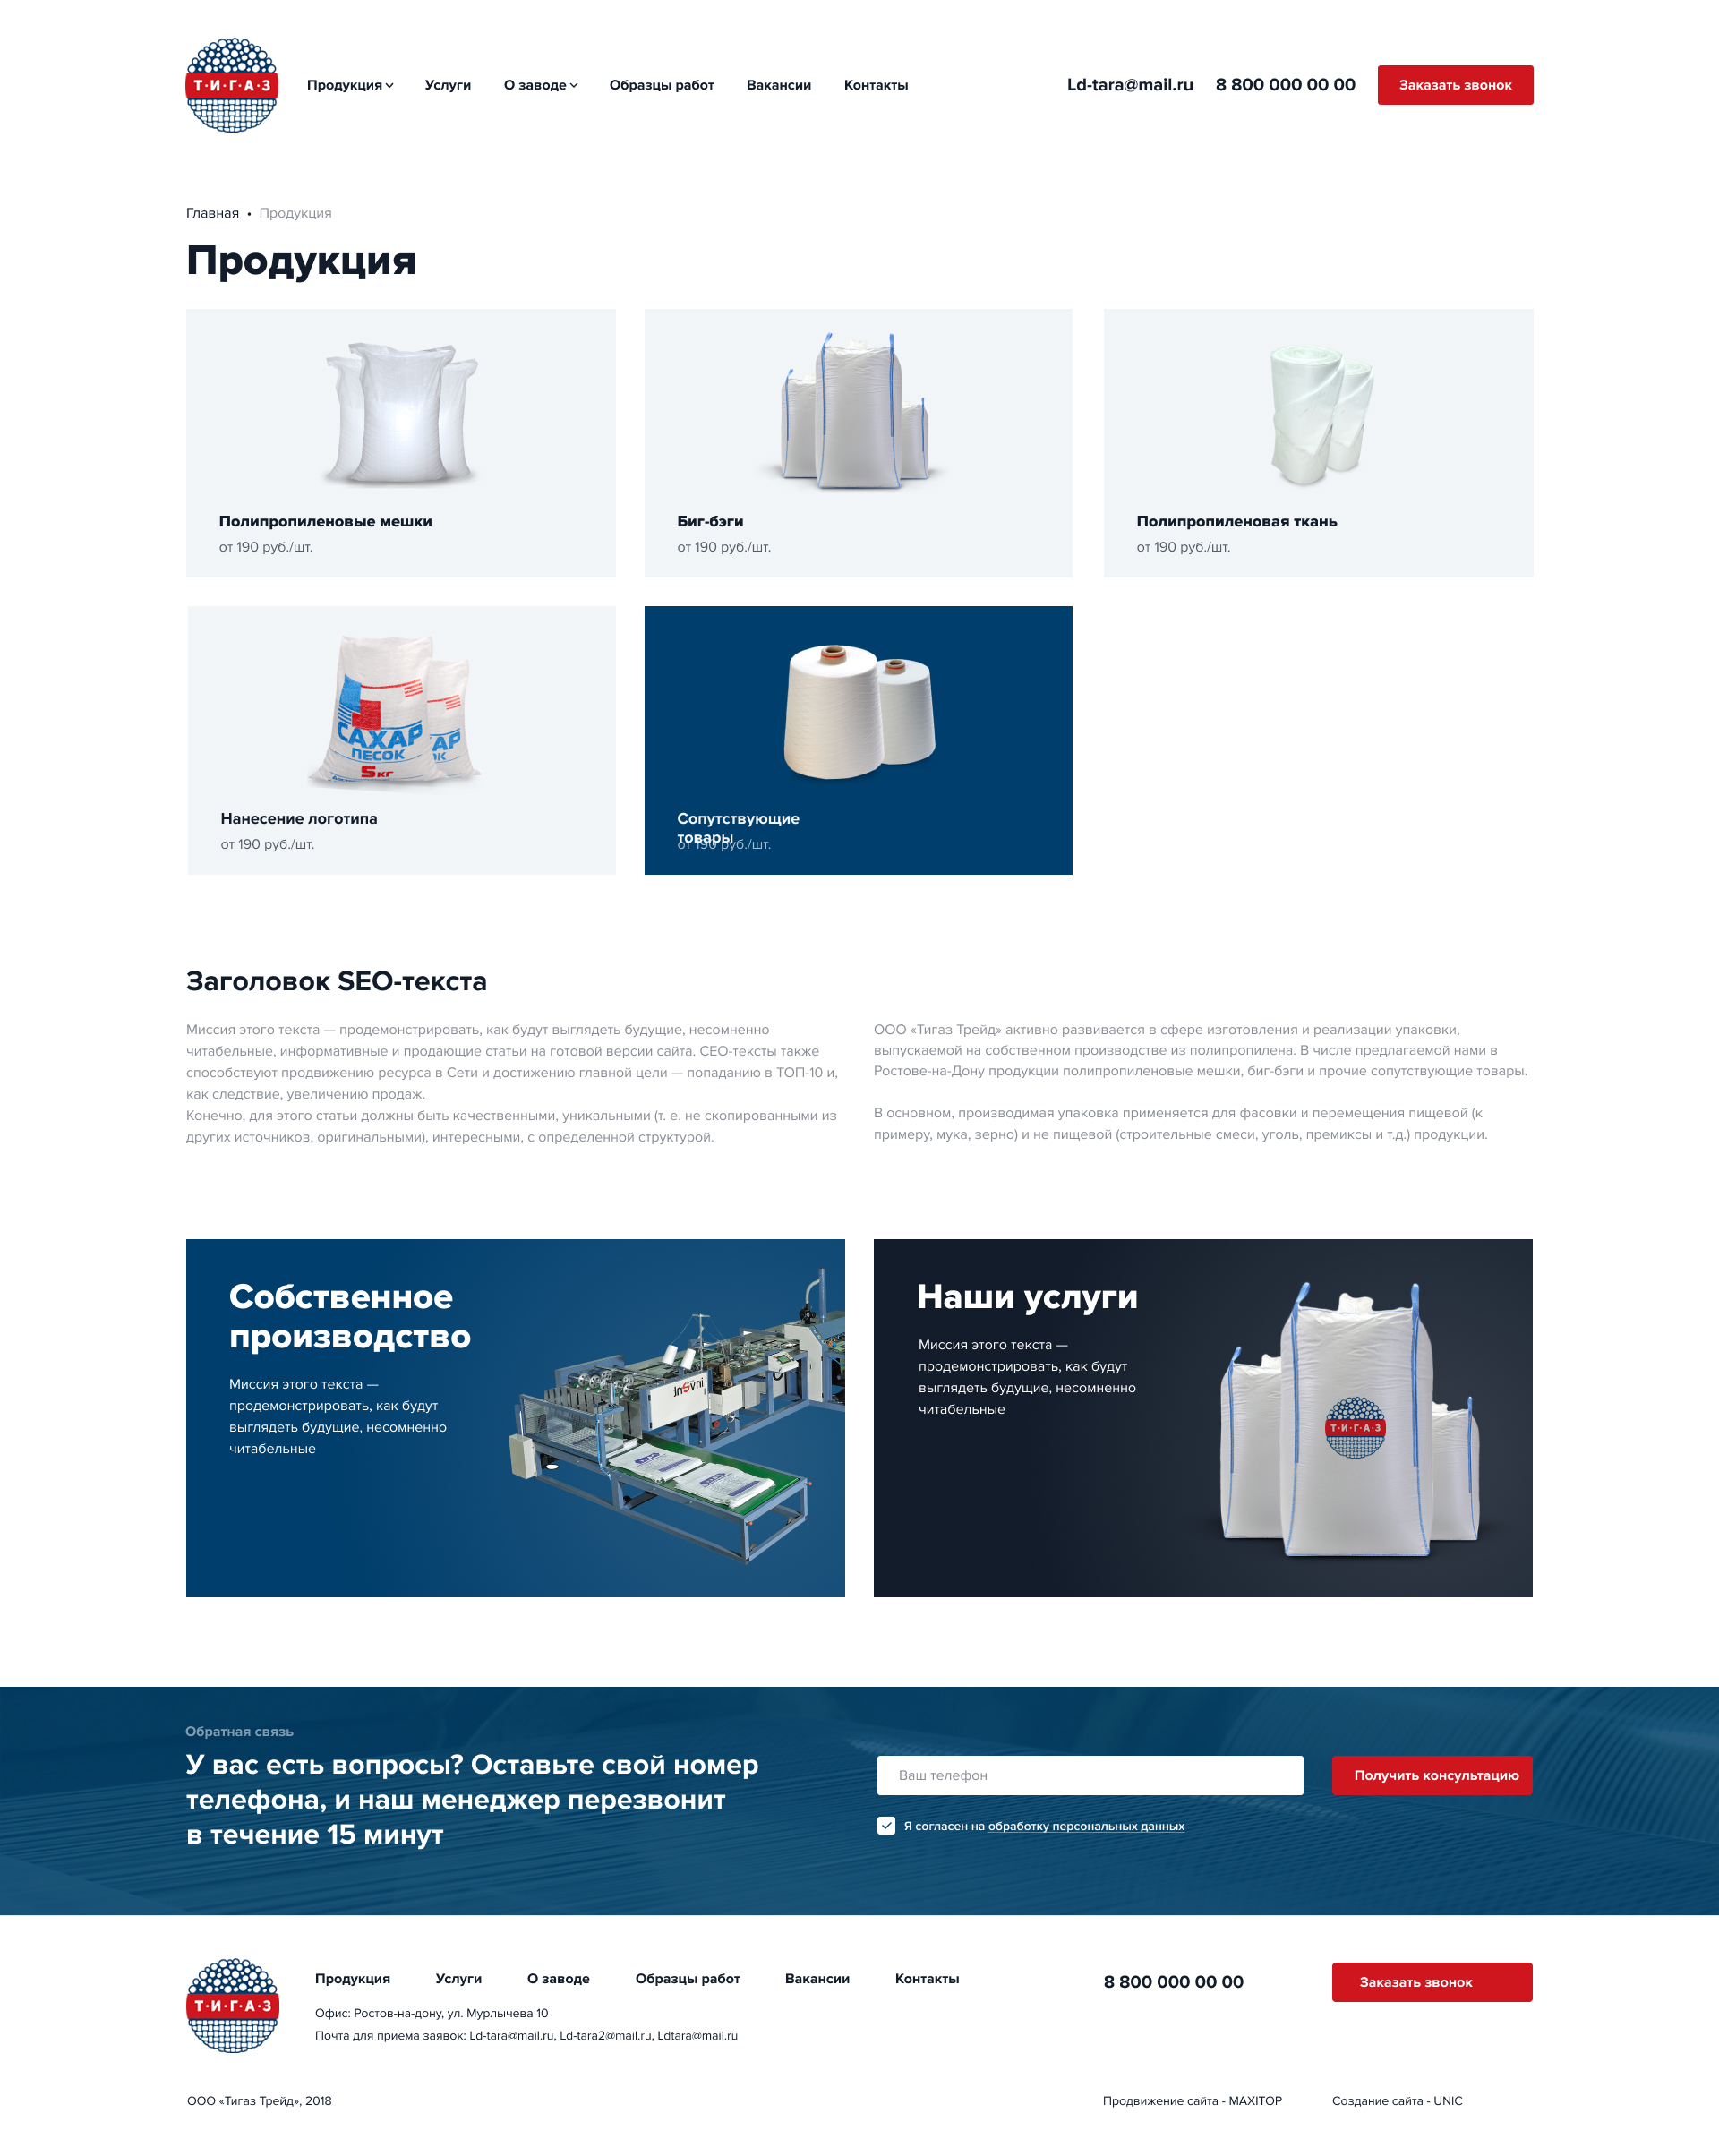 Т·И·Г·А·З
Продукция
Услуги
О заводе
Образцы работ
Вакансии
Контакты
Ld-tara@mail.ru
8 800 000 00 00
Заказать звонок
Главная • Продукция
Продукция
Полипропиленовые мешки
от 190 руб./шт.
Биг-бэги
от 190 руб./шт.
Полипропиленовая ткань
от 190 руб./шт.
САХАР
ПЕСОК
5кг
Нанесение логотипа
от 190 руб./шт.
Сопутствующие
товары
от 190 руб./шт.
Заголовок SEO-текста
Миссия этого текста — продемонстрировать, как будут выглядеть будущие, несомненно
читабельные, информативные и продающие статьи на готовой версии сайта. СЕО-тексты также
способствуют продвижению ресурса в Сети и достижению главной цели — попаданию в ТОП-10 и,
как следствие, увеличению продаж.
Конечно, для этого статьи должны быть качественными, уникальными (т. е. не скопированными из
других источников, оригинальными), интересными, с определенной структурой.
ООО «Тигаз Трейд» активно развивается в сфере изготовления и реализации упаковки,
выпускаемой на собственном производстве из полипропилена. В числе предлагаемой нами в
Ростове-на-Дону продукции полипропиленовые мешки, биг-бэги и прочие сопутствующие товары.
В основном, производимая упаковка применяется для фасовки и перемещения пищевой (к
примеру, мука, зерно) и не пищевой (строительные смеси, уголь, премиксы и т.д.) продукции.
Собственное
производство
Миссия этого текста —
продемонстрировать, как будут
выглядеть будущие, несомненно
читабельные
Наши услуги
Миссия этого текста —
продемонстрировать, как будут
выглядеть будущие, несомненно
читабельные
Т·И·Г·А·З
Обратная связь
У вас есть вопросы? Оставьте свой номер
телефона, и наш менеджер перезвонит
в течение 15 минут
Ваш телефон
Получить консультацию
Я согласен на обработку персональных данных
Т·И·Г·А·З
Продукция
Услуги
О заводе
Образцы работ
Вакансии
Контакты
8 800 000 00 00
Заказать звонок
Офис: Ростов-на-дону, ул. Мурлычева 10
Почта для приема заявок: Ld-tara@mail.ru, Ld-tara2@mail.ru, Ldtara@mail.ru
ООО «Тигаз Трейд», 2018
Продвижение сайта - MAXITOP
Создание сайта - UNIC